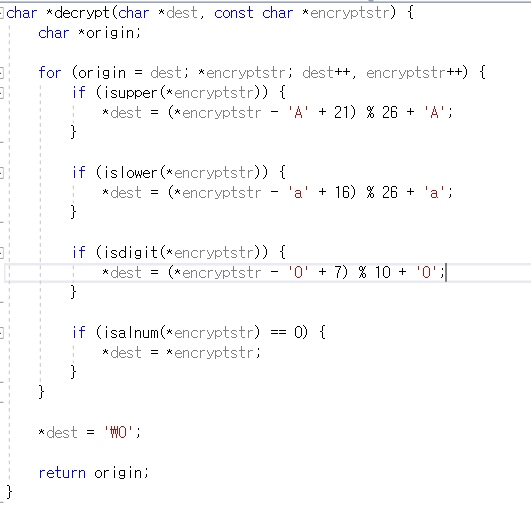 char *decrypt(char *dest, const char *encryptstr) {
    char *origin;

    for (origin = dest; *encryptstr; dest++, encryptstr++) {
        if (isupper(*encryptstr)) {
            *dest = (*encryptstr - 'A' + 21) % 26 + 'A';
        }

        if (islower(*encryptstr)) {
            *dest = (*encryptstr - 'a' + 16) % 26 + 'a';
        }

        if (isdigit(*encryptstr)) {
            *dest = (*encryptstr - '0' + 7) % 10 + '0';
        }

        if (isalnum(*encryptstr) == 0) {
            *dest = *encryptstr;
        }
    }

    *dest = '₩0';

    return origin;
}